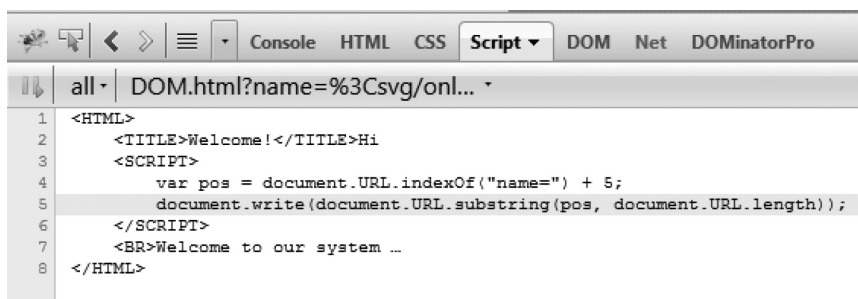 Console HTML CSS Script DOM Net DOMinatorPro
all DOM.html?name=%3Csvg/onl...
1 <HTML>
2 <TITLE>Welcome!</TITLE>Hi
3 <SCRIPT>
4 var pos = document.URL.indexOf("name=") + 5;
5 document.write(document.URL.substring(pos, document.URL.length));
6 </SCRIPT>
7 <BR>Welcome to our system …
8 </HTML>